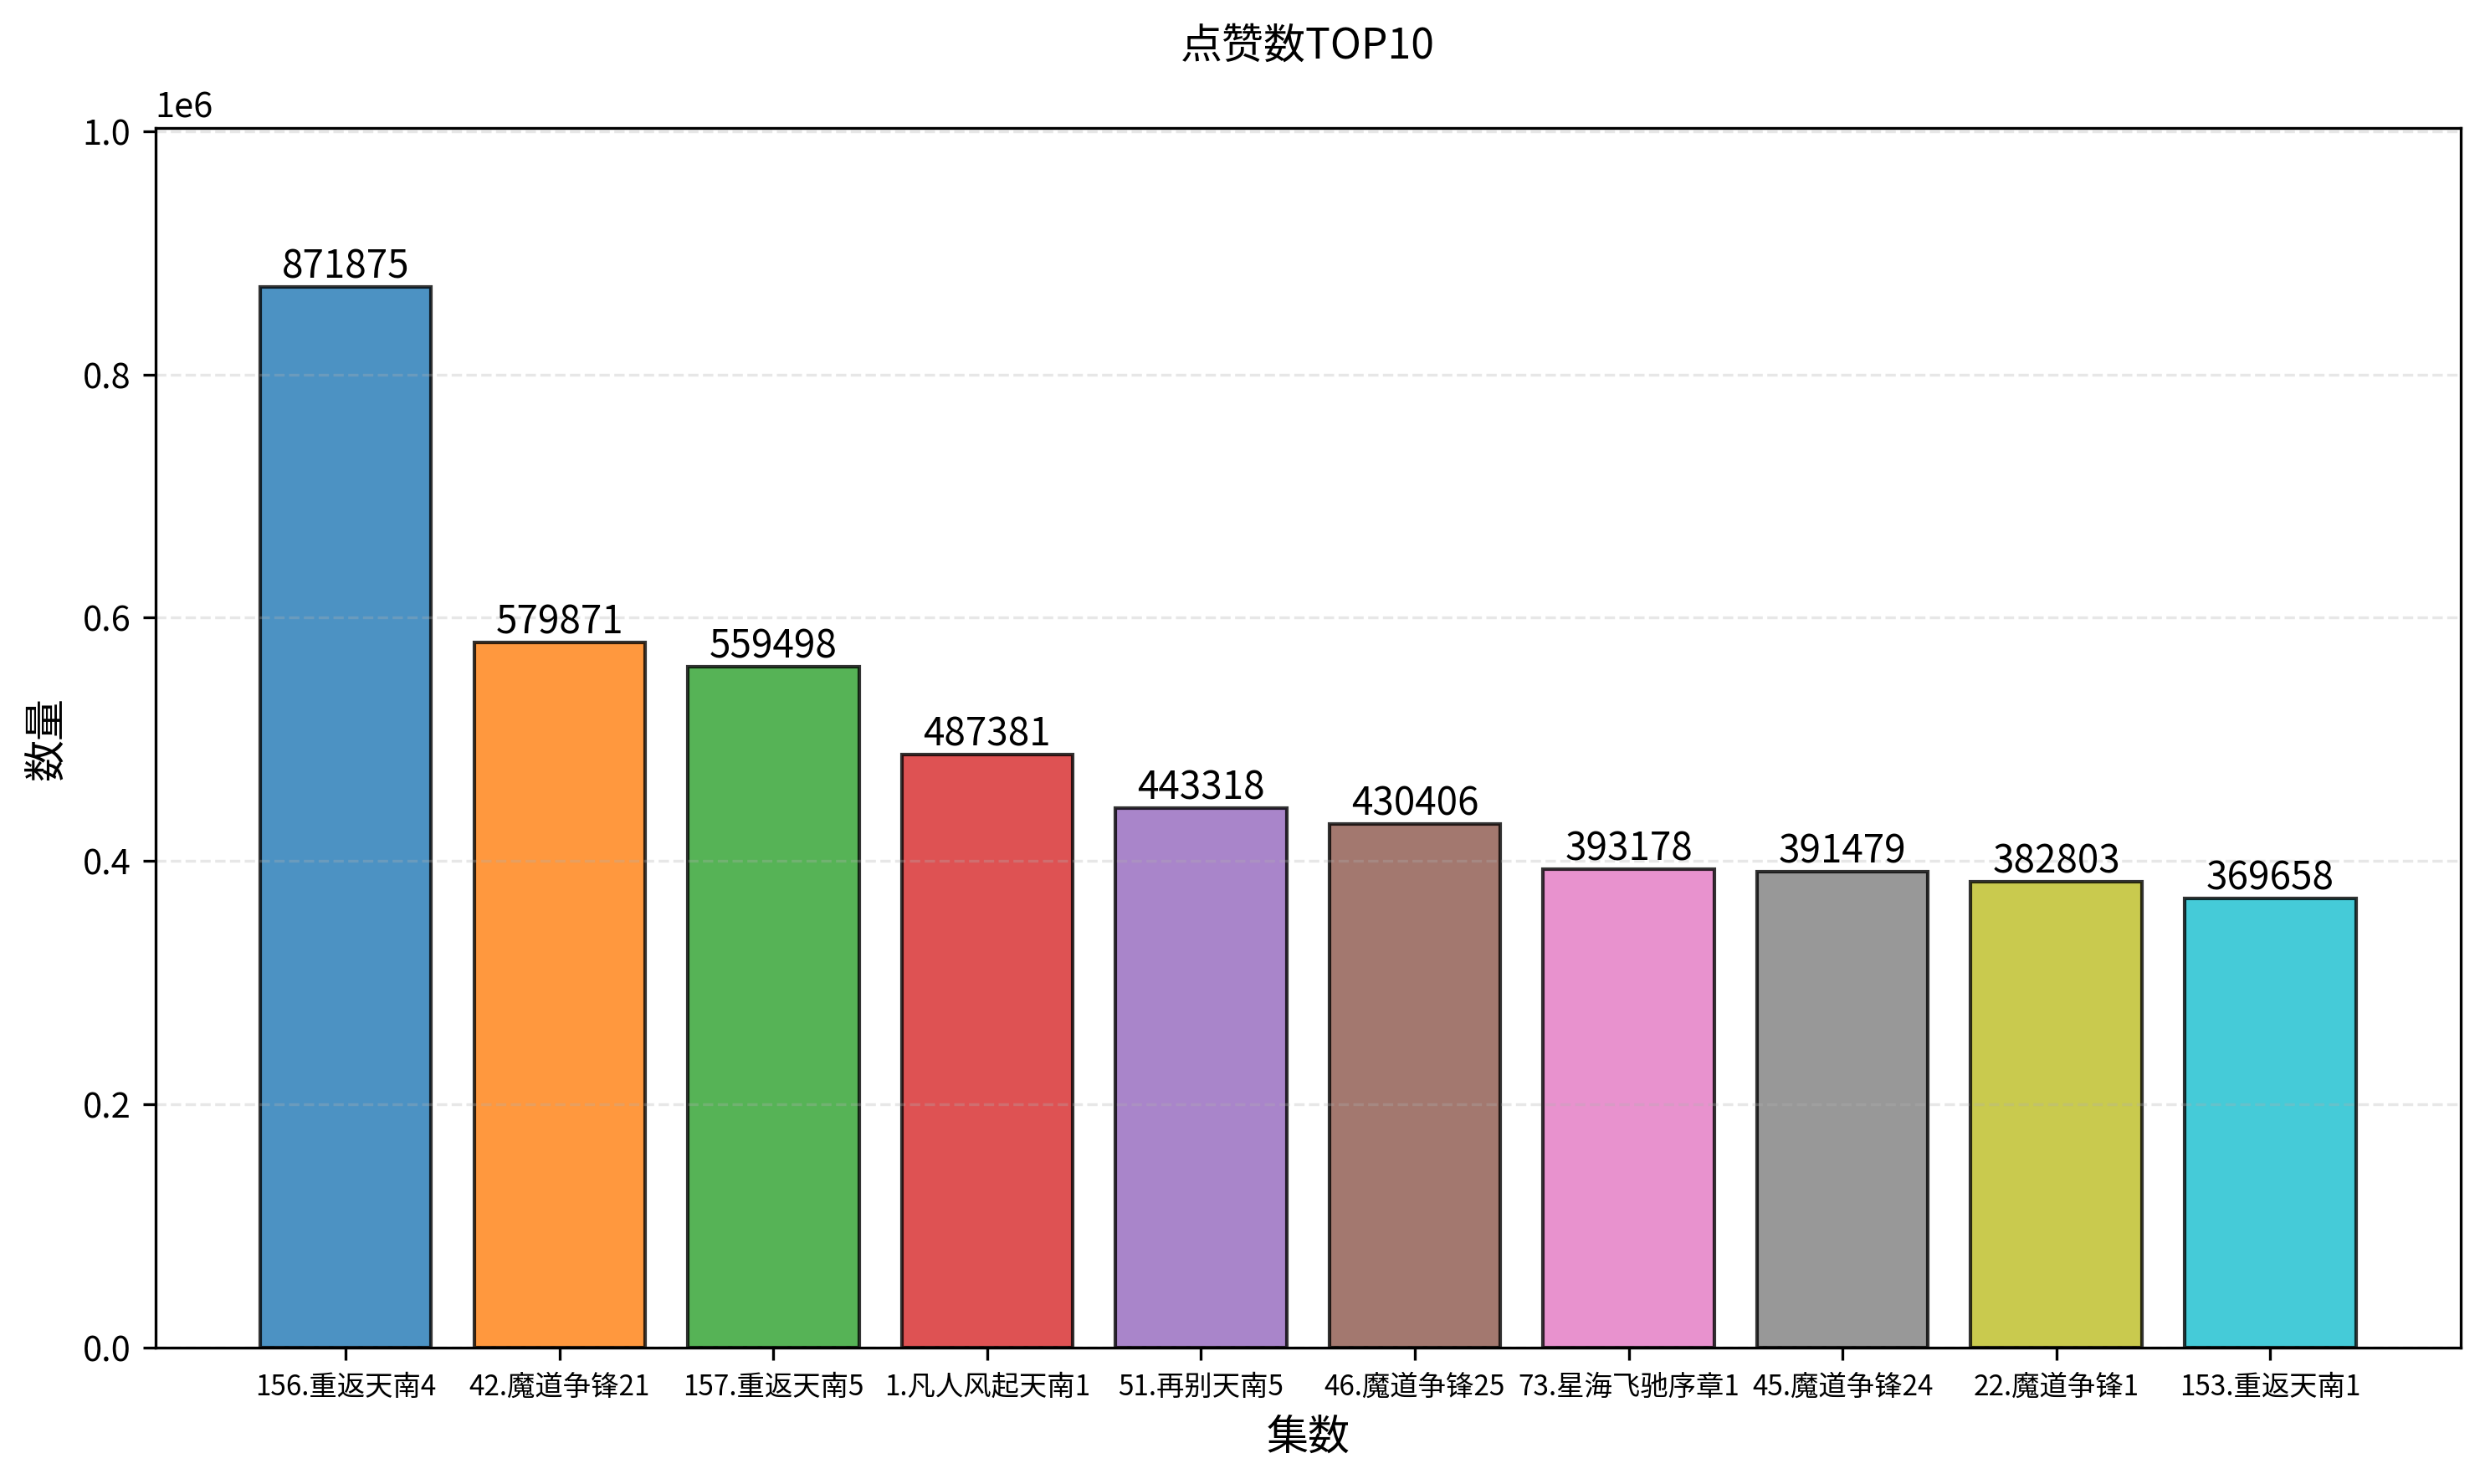 点赞数TOP10
1e6
1.0
0.8
0.6
0.4
0.2
0.0
数量
871875
579871
559498
487381
443318
430406
393178
391479
382803
369658
156.重返天南4
42.魔道争锋21
157.重返天南5
1.凡人风起天南1
51.再别天南5
46.魔道争锋25
73.星海飞驰序章1
45.魔道争锋24
22.魔道争锋1
153.重返天南1
集数